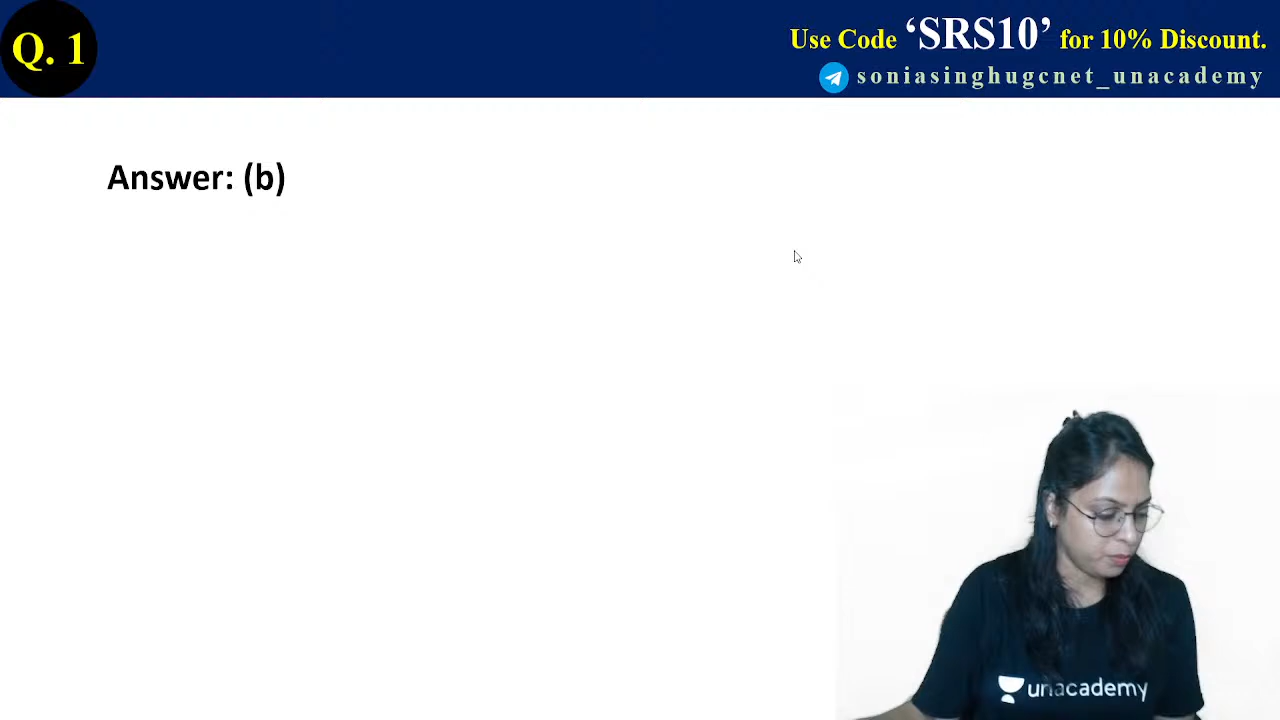 Q. 1
Use Code ‘SRS10’ for 10% Discount.
soniasinghugcnet_unacademy
Answer: (b)
unacademy